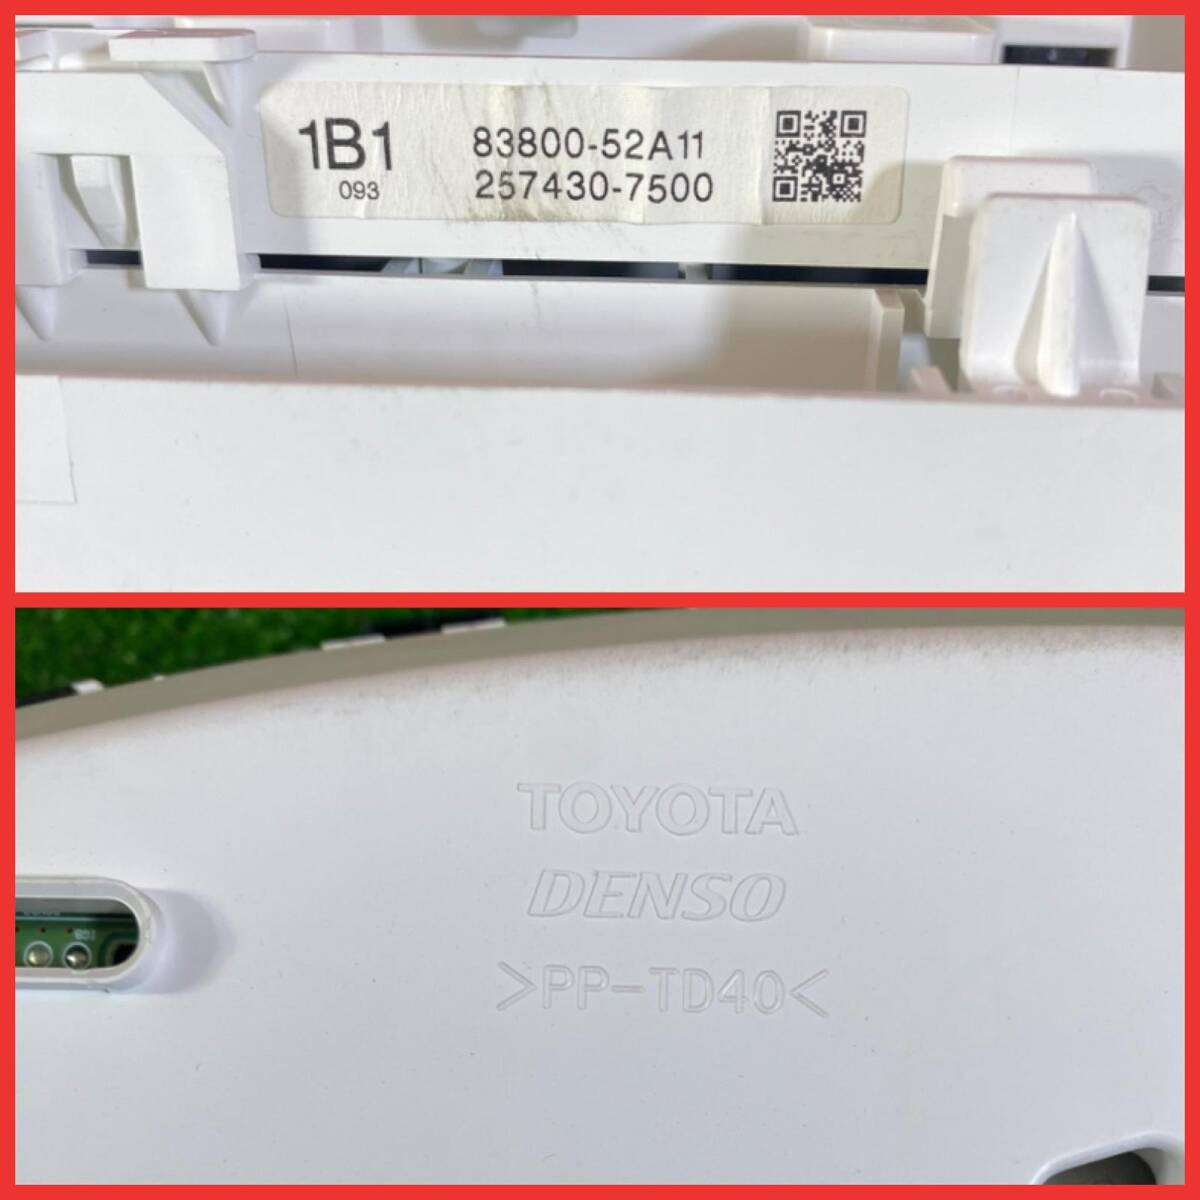 1B1
093
83800-52A11
257430-7500
TOYOTA
DENSO
>PP-TD40<